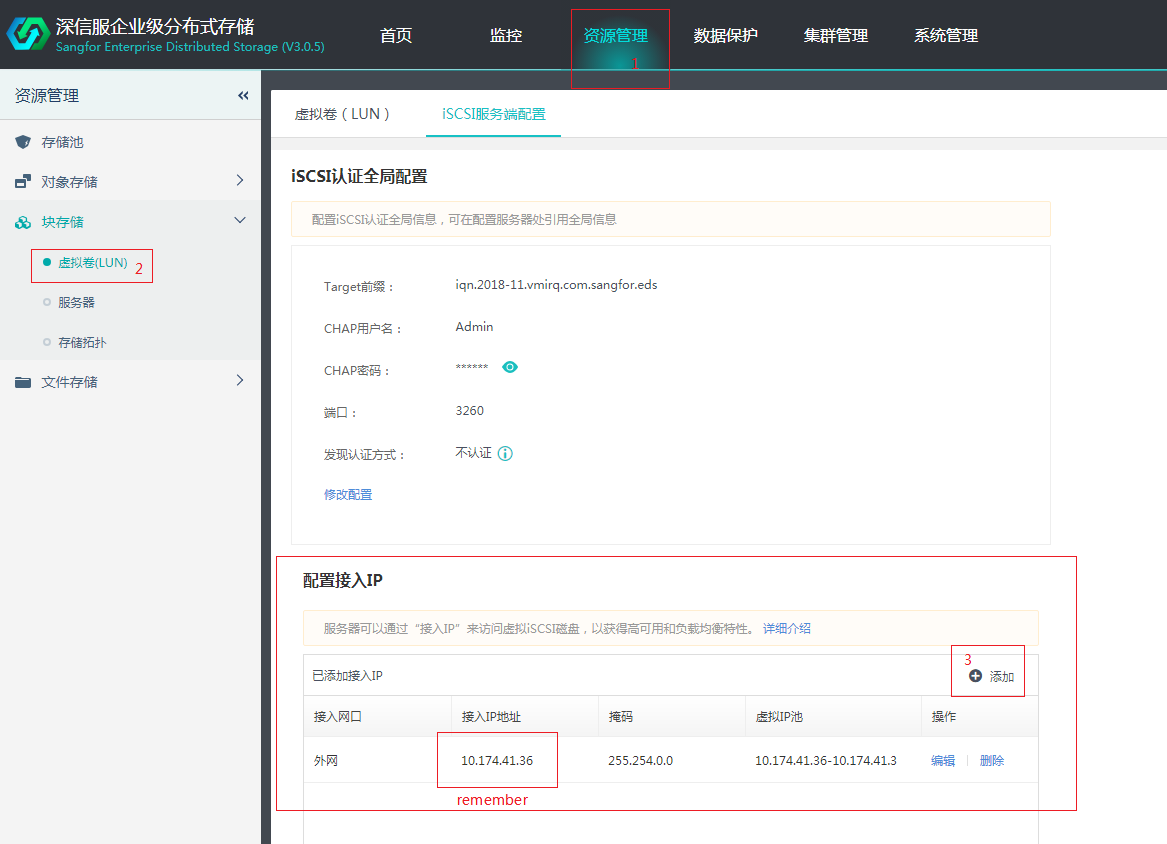 深信服企业级分布式存储
Sangfor Enterprise Distributed Storage (V3.0.5)
首页 监控 资源管理 数据保护 集群管理 系统管理
1
资源管理 «
存储池
对象存储
块存储
虚拟卷(LUN) 2
服务器
存储拓扑
文件存储
虚拟卷（LUN） iSCSI服务端配置
iSCSI认证全局配置
配置iSCSI认证全局信息，可在配置服务器处引用全局信息
Target前缀： iqn.2018-11.vmirq.com.sangfor.eds
CHAP用户名： Admin
CHAP密码： ******
端口： 3260
发现认证方式： 不认证
修改配置
配置接入IP
服务器可以通过“接入IP”来访问虚拟iSCSI磁盘，以获得高可用和负载均衡特性。 详细介绍
3
已添加接入IP 添加
接入网口 接入IP地址 掩码 虚拟IP池 操作
外网 10.174.41.36 255.254.0.0 10.174.41.36-10.174.41.3 编辑 删除
remember